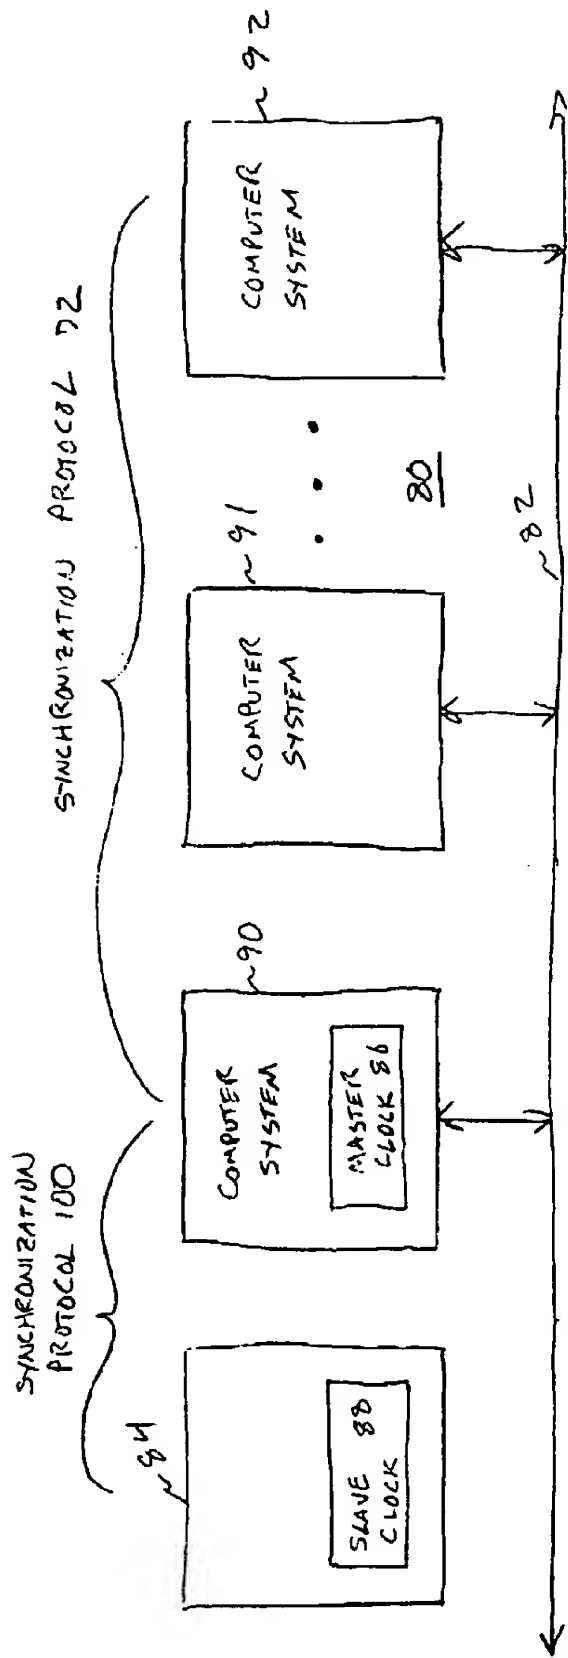 SYNCHRONIZATION
PROTOCOL 100
SYNCHRONIZATION PROTOCOL 72
84
SLAVE 88
CLOCK
90
COMPUTER
SYSTEM
MASTER
CLOCK 86
91
COMPUTER
SYSTEM
92
COMPUTER
SYSTEM
80
82